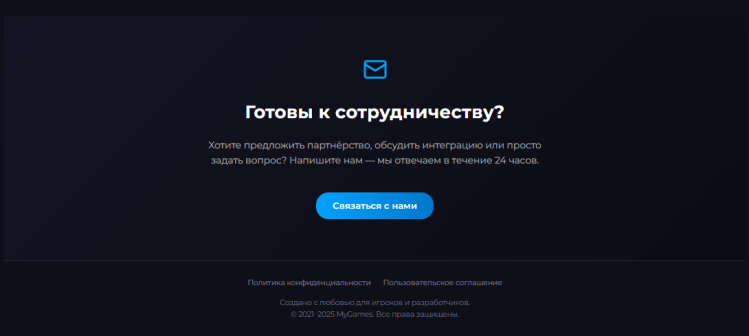 Готовы к сотрудничеству?
Хотите предложить партнёрство, обсудить интеграцию или просто
задать вопрос? Напишите нам — мы отвечаем в течение 24 часов.
Связаться с нами
Политика конфиденциальности Пользовательское соглашение
Создано с любовью для игроков и разработчиков.
© 2021–2025 MyGames. Все права защищены.